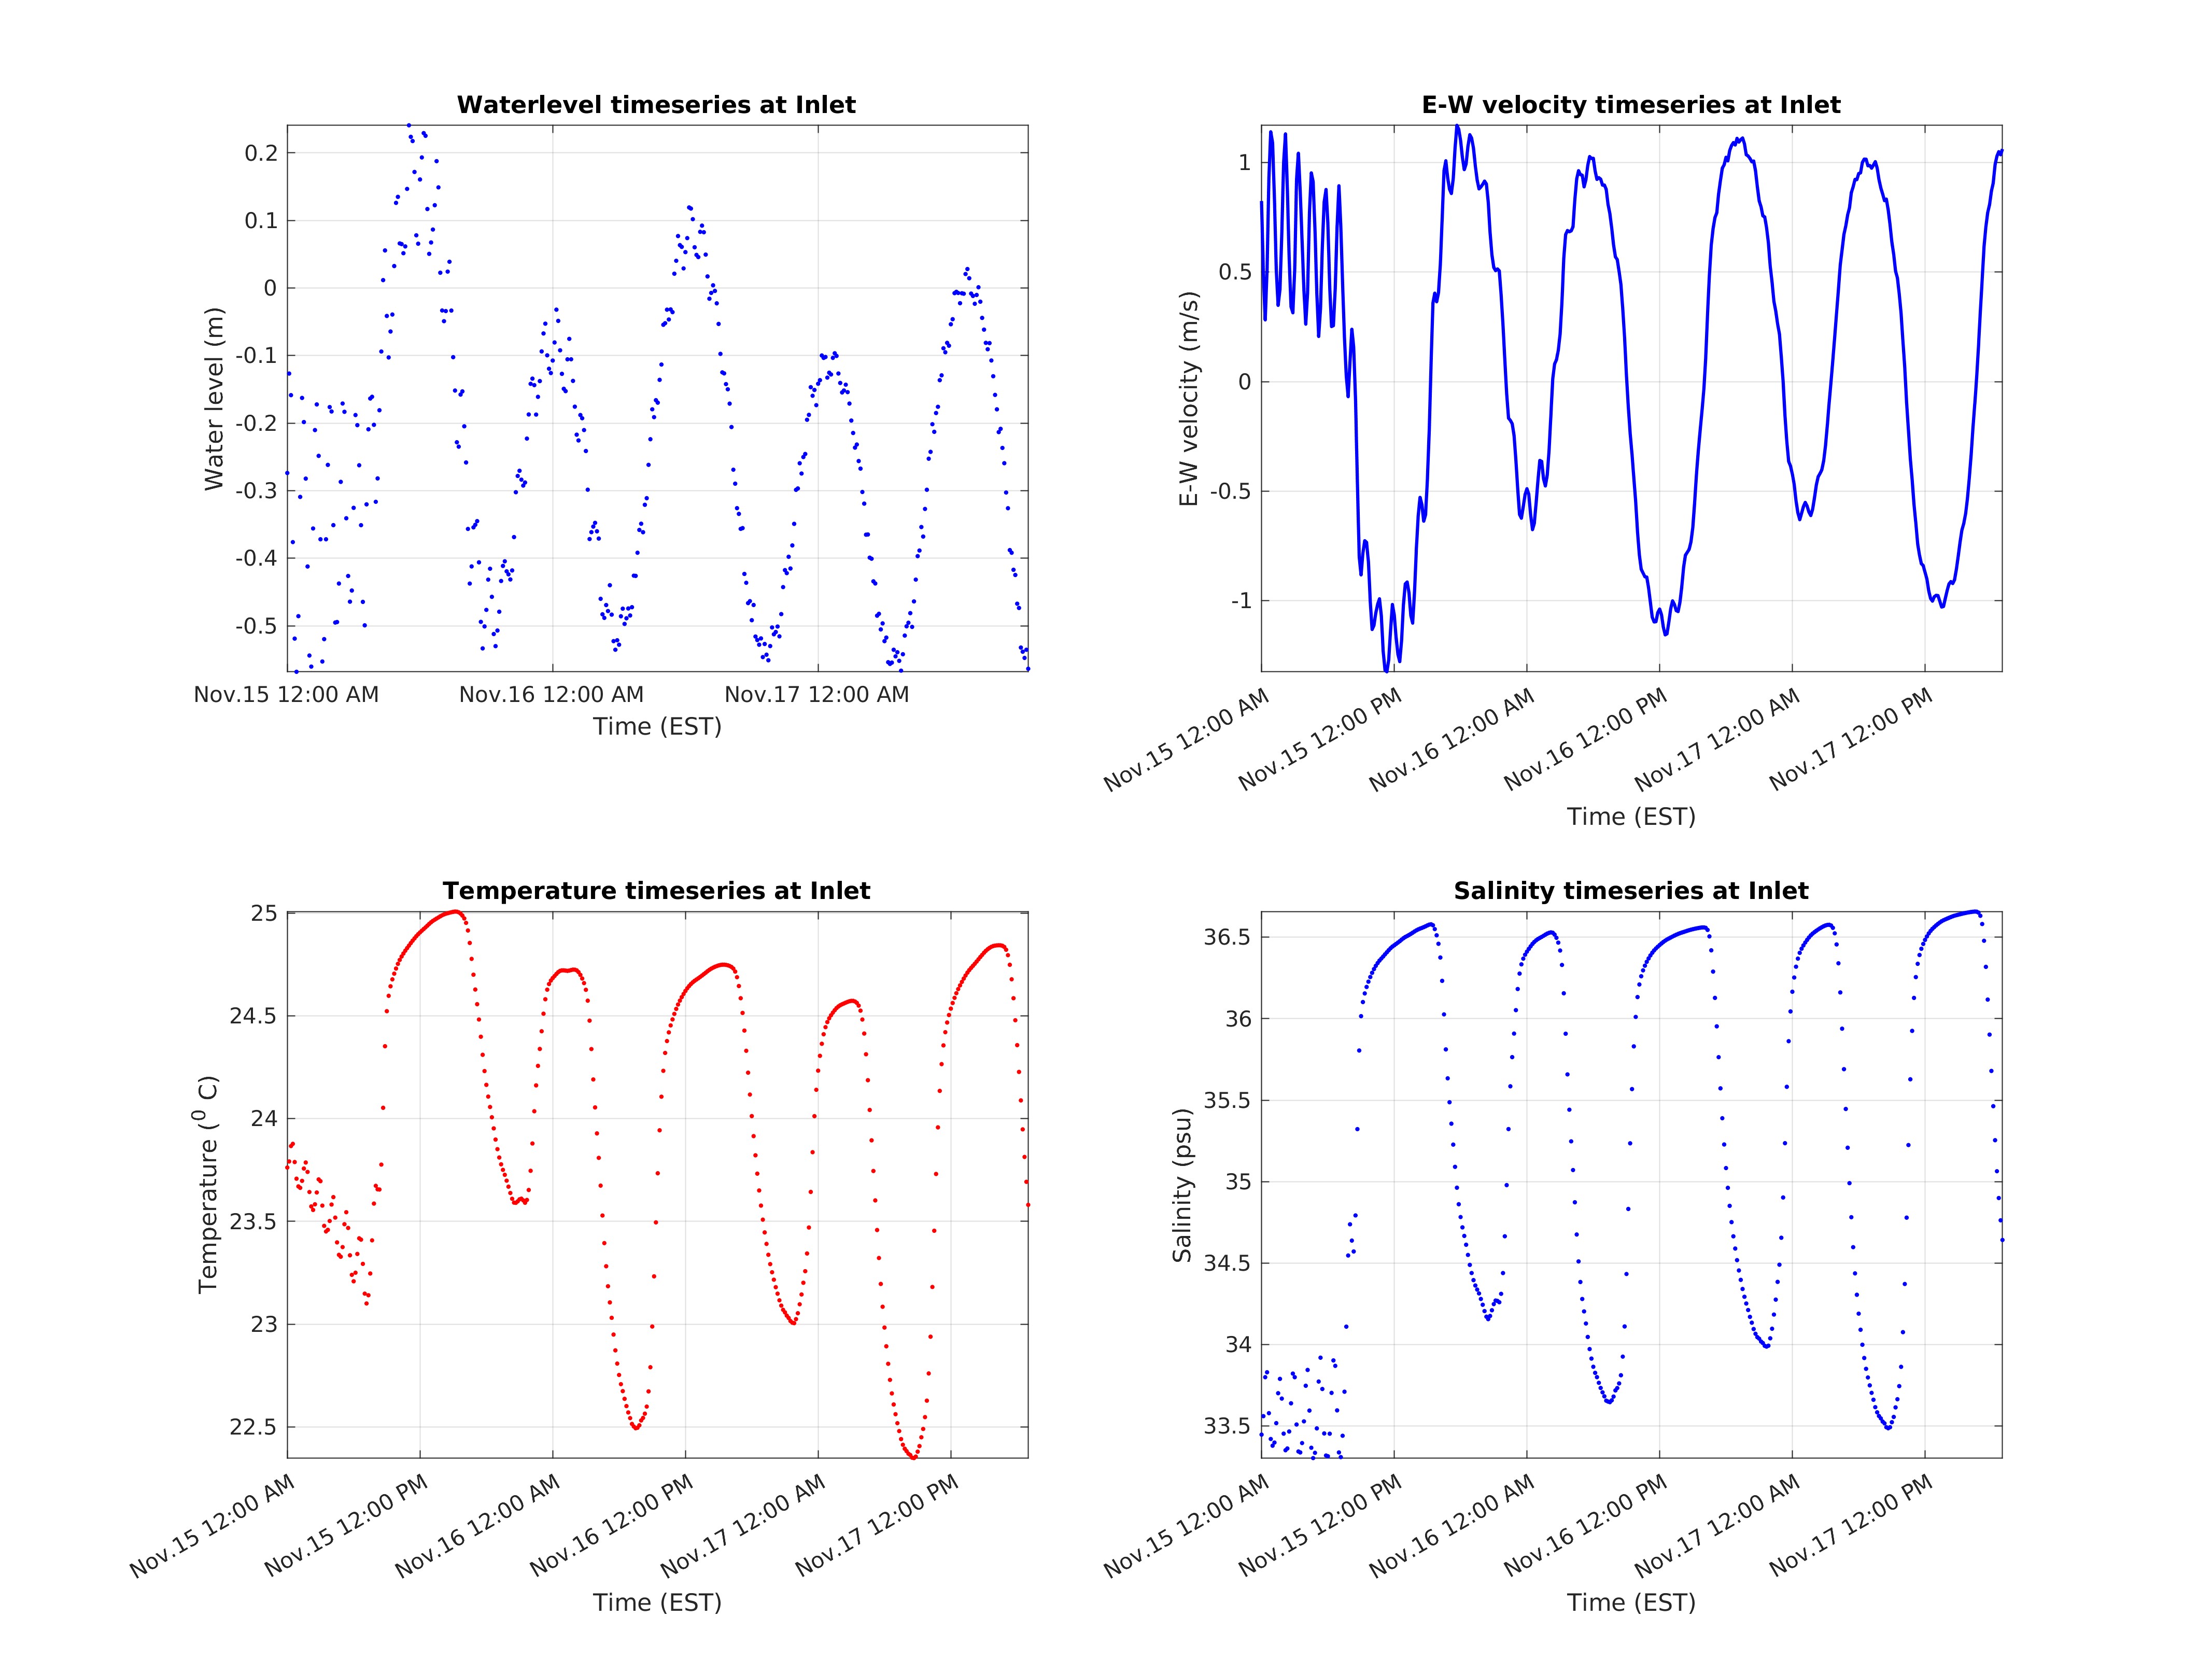 Waterlevel timeseries at Inlet
0.2
0.1
0
-0.1
-0.2
-0.3
-0.4
-0.5
Water level (m)
Nov.15 12:00 AM
Nov.16 12:00 AM
Nov.17 12:00 AM
Time (EST)
E-W velocity timeseries at Inlet
1
0.5
0
-0.5
-1
E-W velocity (m/s)
Nov.15 12:00 AM
Nov.15 12:00 PM
Nov.16 12:00 AM
Nov.16 12:00 PM
Nov.17 12:00 AM
Nov.17 12:00 PM
Time (EST)
Temperature timeseries at Inlet
25
24.5
24
23.5
23
22.5
Temperature (⁰ C)
Nov.15 12:00 AM
Nov.15 12:00 PM
Nov.16 12:00 AM
Nov.16 12:00 PM
Nov.17 12:00 AM
Nov.17 12:00 PM
Time (EST)
Salinity timeseries at Inlet
36.5
36
35.5
35
34.5
34
33.5
Salinity (psu)
Nov.15 12:00 AM
Nov.15 12:00 PM
Nov.16 12:00 AM
Nov.16 12:00 PM
Nov.17 12:00 AM
Nov.17 12:00 PM
Time (EST)